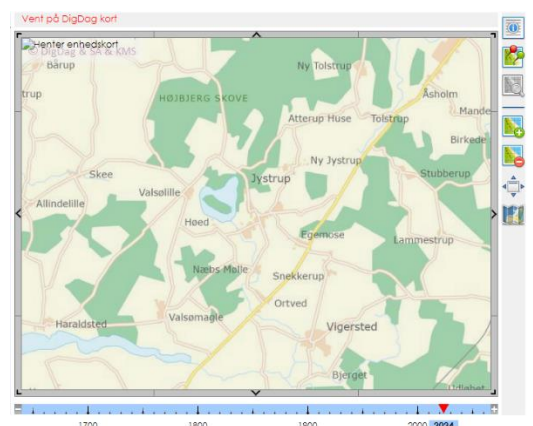 Vent på DigDag kort
Henter enhedskort
© DigDag & SA & KMS
Bårup
Ny Tolstrup
trup
HØJBJERG SKOVE
Åsholm
Mande
Atterup Huse
Tolstrup
Birkede
Ny Jystrup
Skee
Jystrup
Stubberup
Valsølille
Allindelille
Høed
Egemose
Lammestrup
Næbs Mølle
Snekkerup
Ortved
Valsømagle
Haraldsted
Vigersted
Bjerget
Udlejhet
1700 1800 1900 2000 2024